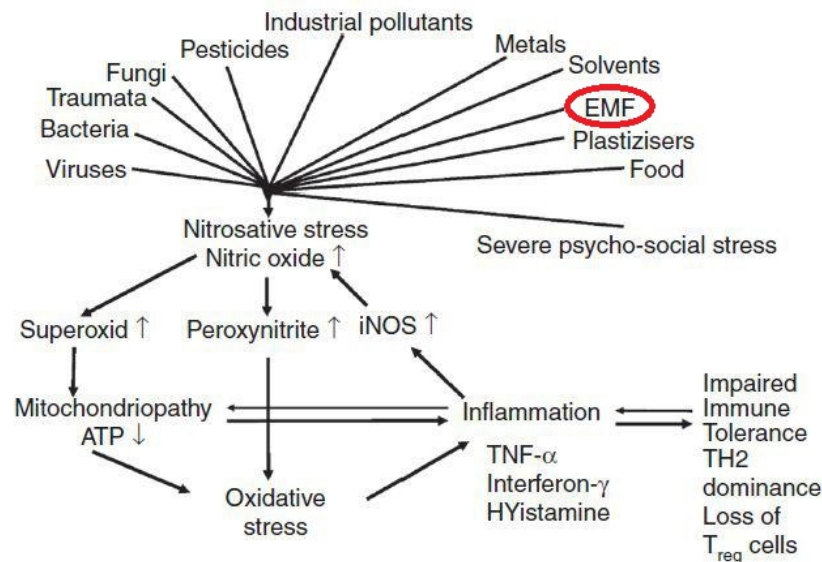 Industrial pollutants
Pesticides
Metals
Fungi
Solvents
Traumata
EMF
Bacteria
Plastizisers
Viruses
Food
Nitrosative stress
Nitric oxide ↑
Severe psycho-social stress
Superoxid ↑
Peroxynitrite ↑
iNOS ↑
Mitochondriopathy
ATP ↓
Inflammation
TNF-α
Interferon-γ
HYistamine
Impaired
Immune
Tolerance
TH2
dominance
Loss of
Treg cells
Oxidative
stress